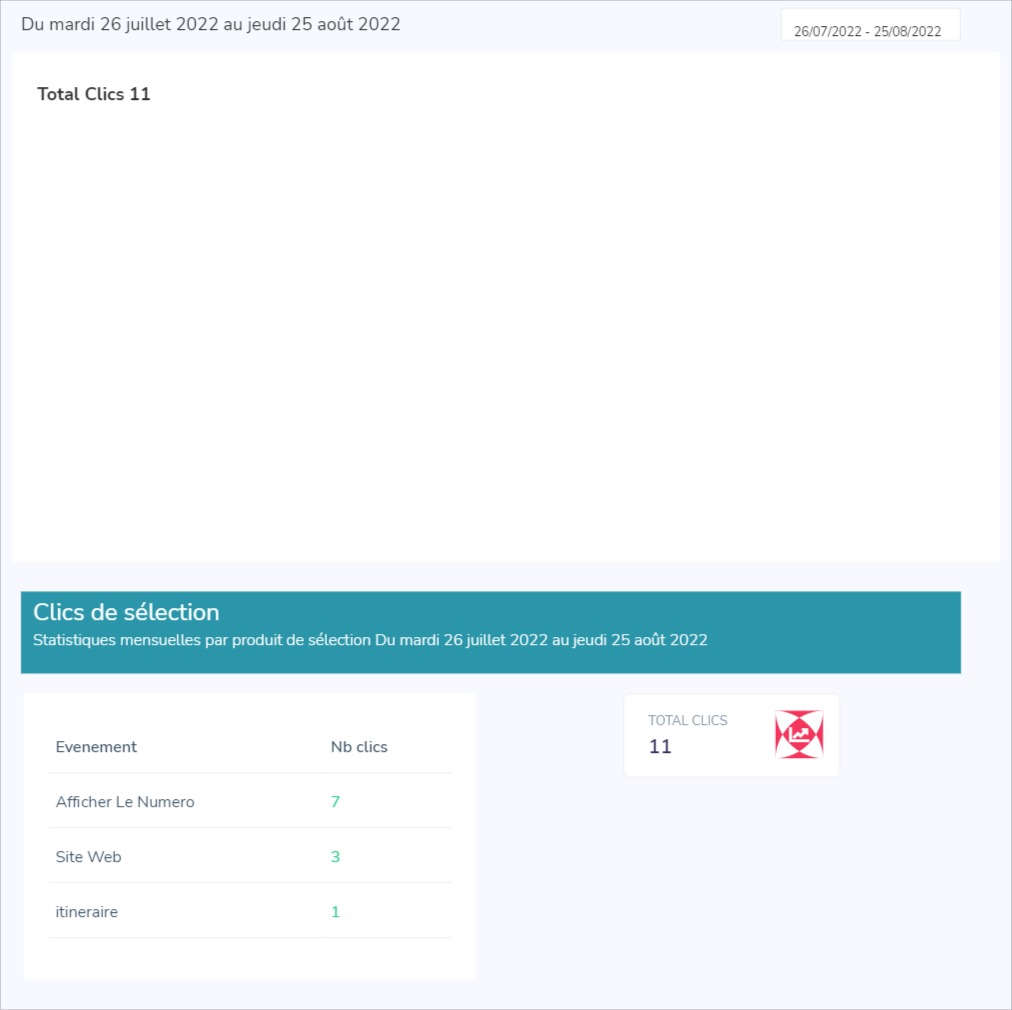 Du mardi 26 juillet 2022 au jeudi 25 août 2022
26/07/2022 - 25/08/2022
Total Clics 11
Clics de sélection
Statistiques mensuelles par produit de sélection Du mardi 26 juillet 2022 au jeudi 25 août 2022
Evenement Nb clics
Afficher Le Numero 7
Site Web 3
itineraire 1
TOTAL CLICS
11